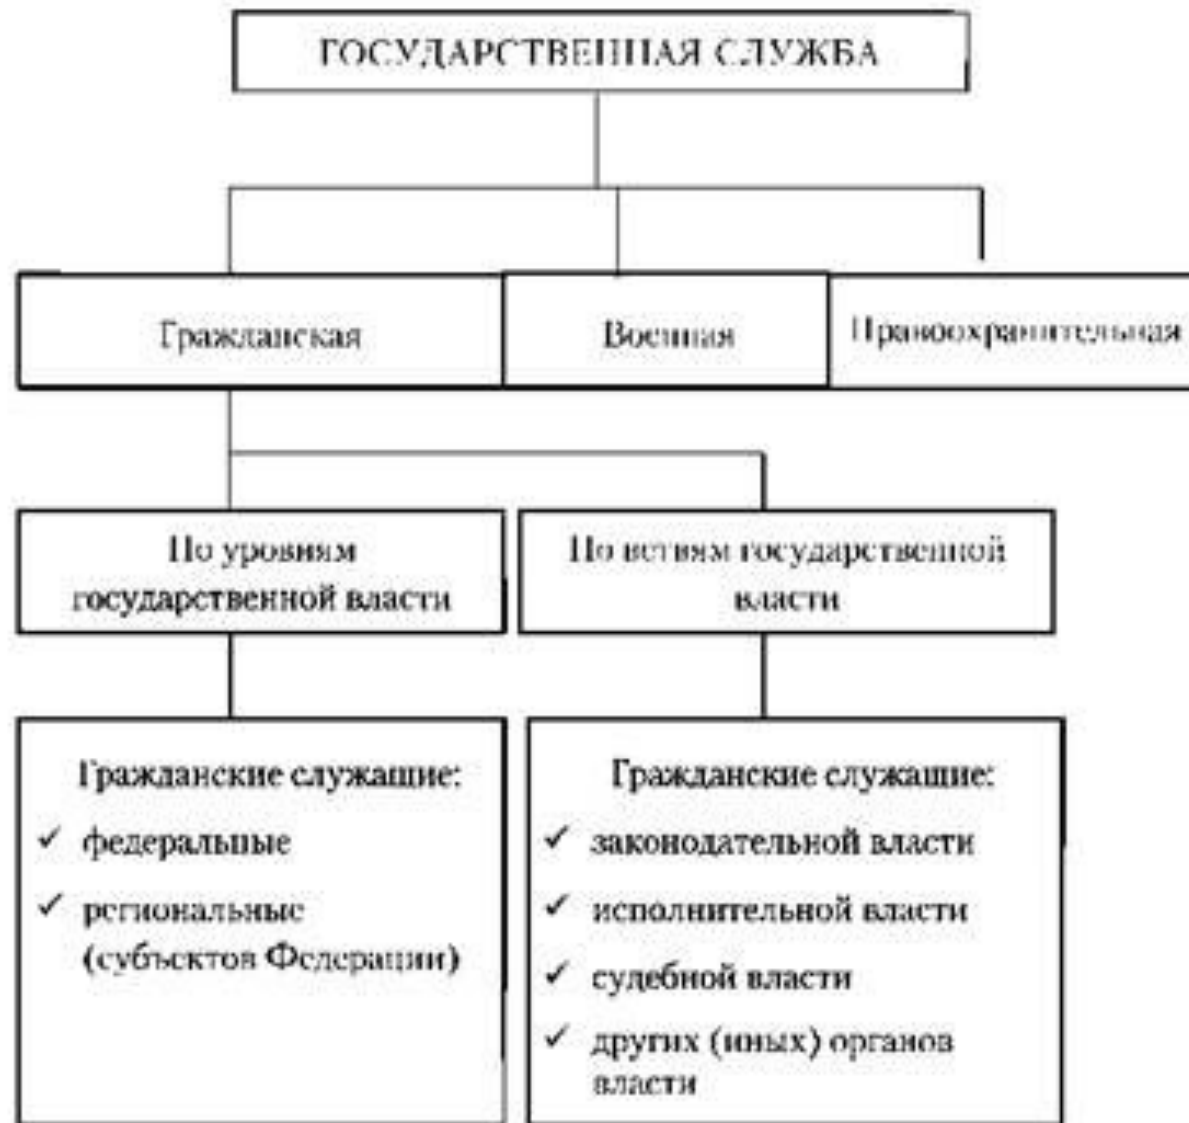 ГОСУДАРСТВЕННАЯ СЛУЖБА
Гражданская
Военная
Правоохранительная
По уровням
государственной власти
По ветвям государственной
власти
Гражданские служащие:
✓ федеральные
✓ региональные
(субъектов Федерации)
Гражданские служащие:
✓ законодательной власти
✓ исполнительной власти
✓ судебной власти
✓ других (иных) органов
власти